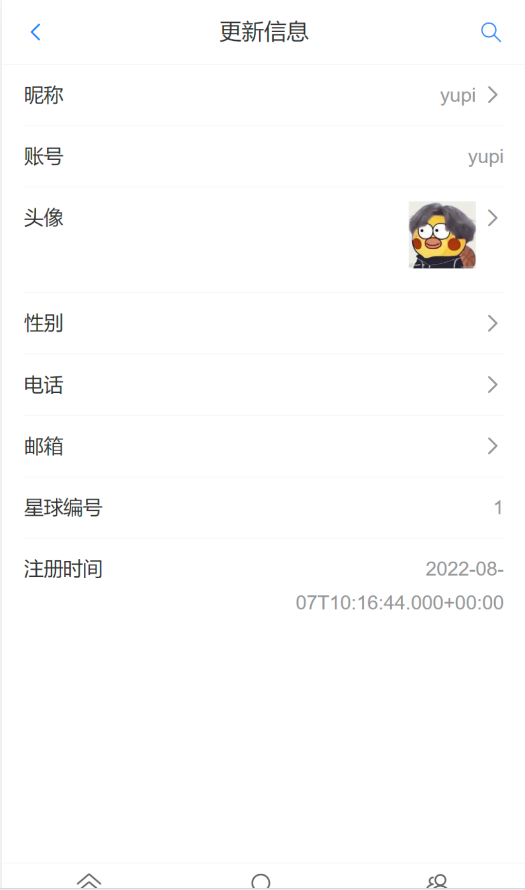 更新信息
昵称 yupi
账号 yupi
头像
性别
电话
邮箱
星球编号 1
注册时间 2022-08-
07T10:16:44.000+00:00